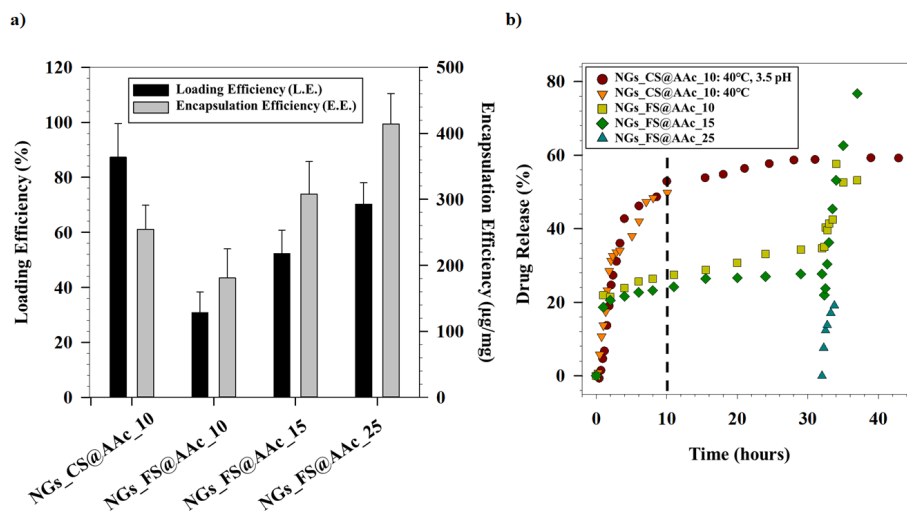 a)
b)
120
100
80
60
40
20
0
Loading Efficiency (%)
Loading Efficiency (L.E.)
Encapsulation Efficiency (E.E.)
500
400
300
200
100
0
Encapsulation Efficiency (µg/mg)
NGs_CS@AAc_10
NGs_FS@AAc_10
NGs_FS@AAc_15
NGs_FS@AAc_25
80
60
40
20
0
Drug Release (%)
NGs_CS@AAc_10: 40°C, 3.5 pH
NGs_CS@AAc_10: 40°C
NGs_FS@AAc_10
NGs_FS@AAc_15
NGs_FS@AAc_25
0
10
20
30
40
Time (hours)